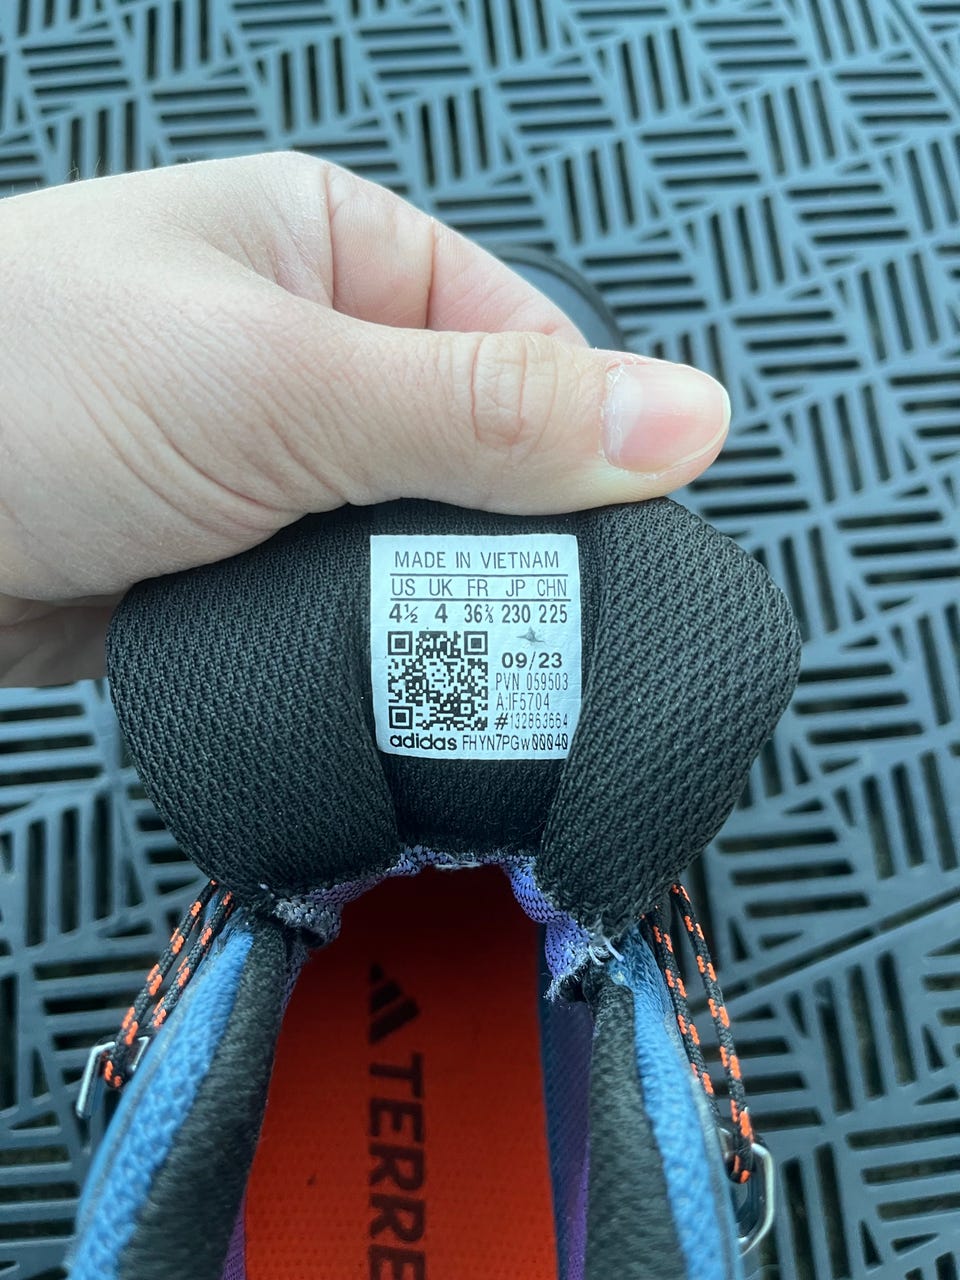 MADE IN VIETNAM
US UK FR JP CHN
4½ 4 36⅔ 230 225
09/23
PVN 059503
A:IF5704
#132863664
adidas FHYN7PGW00040
TERRE